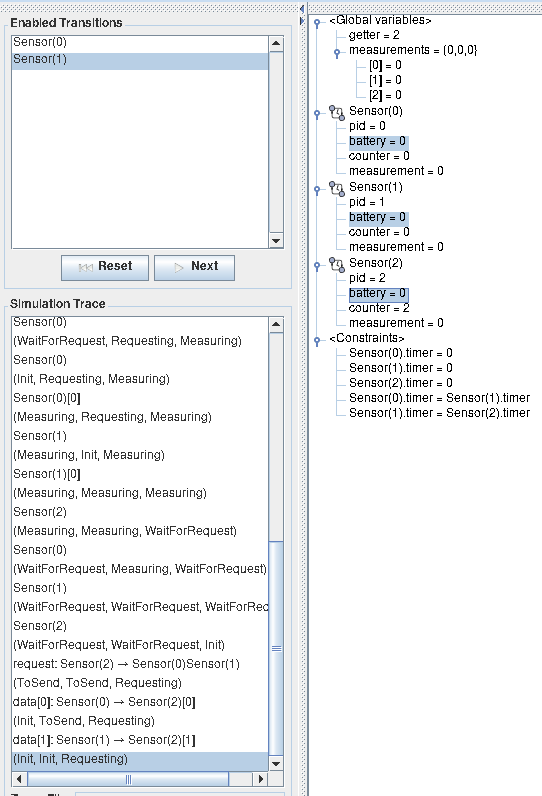 Enabled Transitions
Sensor(0)
Sensor(1)
Reset
Next
Simulation Trace
Sensor(0)
(WaitForRequest, Requesting, Measuring)
Sensor(0)
(Init, Requesting, Measuring)
Sensor(0)[0]
(Measuring, Requesting, Measuring)
Sensor(1)
(Measuring, Init, Measuring)
Sensor(1)[0]
(Measuring, Measuring, Measuring)
Sensor(2)
(Measuring, Measuring, WaitForRequest)
Sensor(0)
(WaitForRequest, Measuring, WaitForRequest)
Sensor(1)
(WaitForRequest, WaitForRequest, WaitForRec
Sensor(2)
(WaitForRequest, WaitForRequest, Init)
request: Sensor(2) → Sensor(0)Sensor(1)
(ToSend, ToSend, Requesting)
data[0]: Sensor(0) → Sensor(2)[0]
(Init, ToSend, Requesting)
data[1]: Sensor(1) → Sensor(2)[1]
(Init, Init, Requesting)
<Global variables>
getter = 2
measurements = {0,0,0}
[0] = 0
[1] = 0
[2] = 0
Sensor(0)
pid = 0
battery = 0
counter = 0
measurement = 0
Sensor(1)
pid = 1
battery = 0
counter = 0
measurement = 0
Sensor(2)
pid = 2
battery = 0
counter = 2
measurement = 0
<Constraints>
Sensor(0).timer = 0
Sensor(1).timer = 0
Sensor(2).timer = 0
Sensor(0).timer = Sensor(1).timer
Sensor(1).timer = Sensor(2).timer